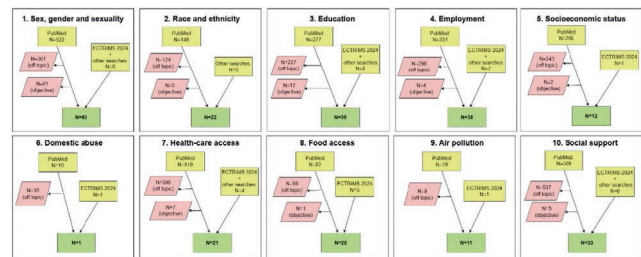 1. Sex, gender and sexuality
PubMed
N=522
(off topic)
(objective)
ECTRIMS 2024
+
other searches
2. Race and ethnicity
PubMed
N=148
N=124
(off topic)
N=5
(objective)
Other searches
N=3
N=22
3. Education
PubMed
N=277
N=227
(off topic)
N=17
(objective)
ECTRIMS 2024
+
other searches
N=2
N=35
4. Employment
PubMed
N=331
N=296
(off topic)
N=4
(objective)
ECTRIMS 2024
+
other searches
N=7
N=38
5. Socioeconomic status
PubMed
N=256
N=243
(off topic)
N=2
(objective)
ECTRIMS 2024
N=1
N=12
6. Domestic abuse
PubMed
N=10
N=10
(off topic)
ECTRIMS 2024
N=1
N=1
7. Health-care access
PubMed
N=419
(off topic)
N=7
(objective)
ECTRIMS 2024
+
other searches
N=4
N=21
8. Food access
PubMed
N=59
(off topic)
N=1
(objective)
ECTRIMS 2024
9. Air pollution
PubMed
N=19
N=9
(off topic)
ECTRIMS 2024
N=1
N=11
10. Social support
PubMed
N=569
N=537
(off topic)
N=5
(objective)
ECTRIMS 2024
+
other searches
N=6
N=33